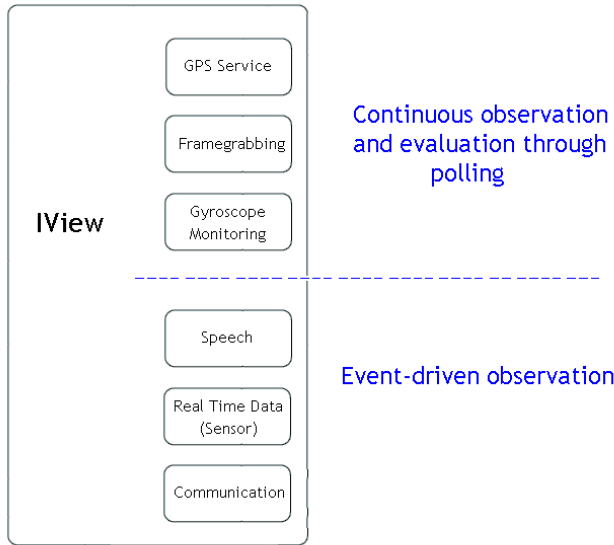 GPS Service
Framegrabbing
Gyroscope
Monitoring
IView
Continuous observation
and evaluation through
polling
Speech
Real Time Data
(Sensor)
Communication
Event-driven observation